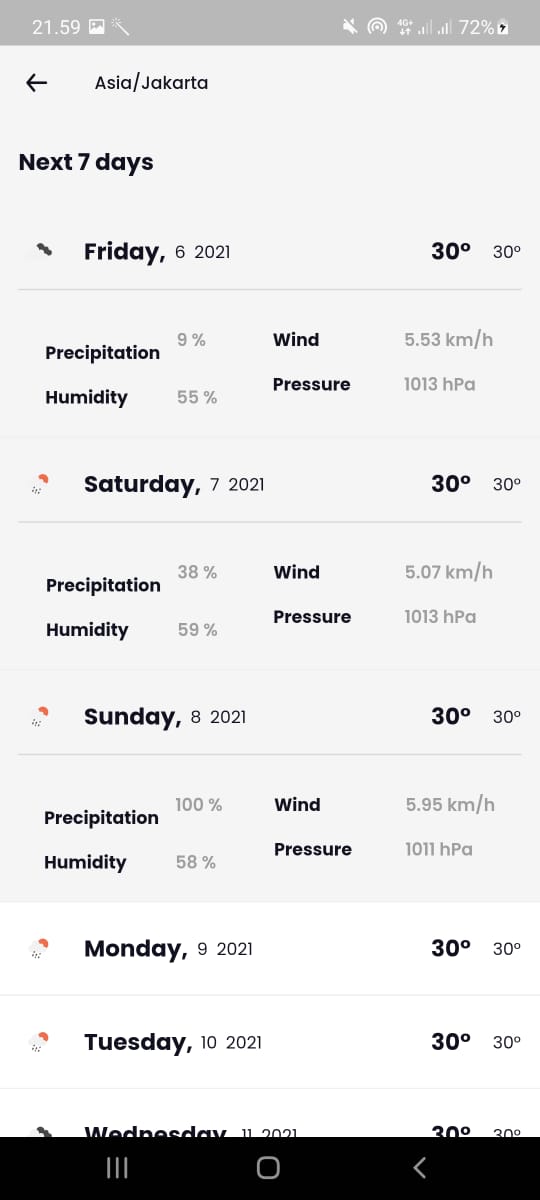 21.59 4G+ 72%
Asia/Jakarta
Next 7 days
Friday, 6 2021 30° 30°
Precipitation 9 % Wind 5.53 km/h
Humidity 55 % Pressure 1013 hPa
Saturday, 7 2021 30° 30°
Precipitation 38 % Wind 5.07 km/h
Humidity 59 % Pressure 1013 hPa
Sunday, 8 2021 30° 30°
Precipitation 100 % Wind 5.95 km/h
Humidity 58 % Pressure 1011 hPa
Monday, 9 2021 30° 30°
Tuesday, 10 2021 30° 30°
Wednesday 11 2021 30° 30°